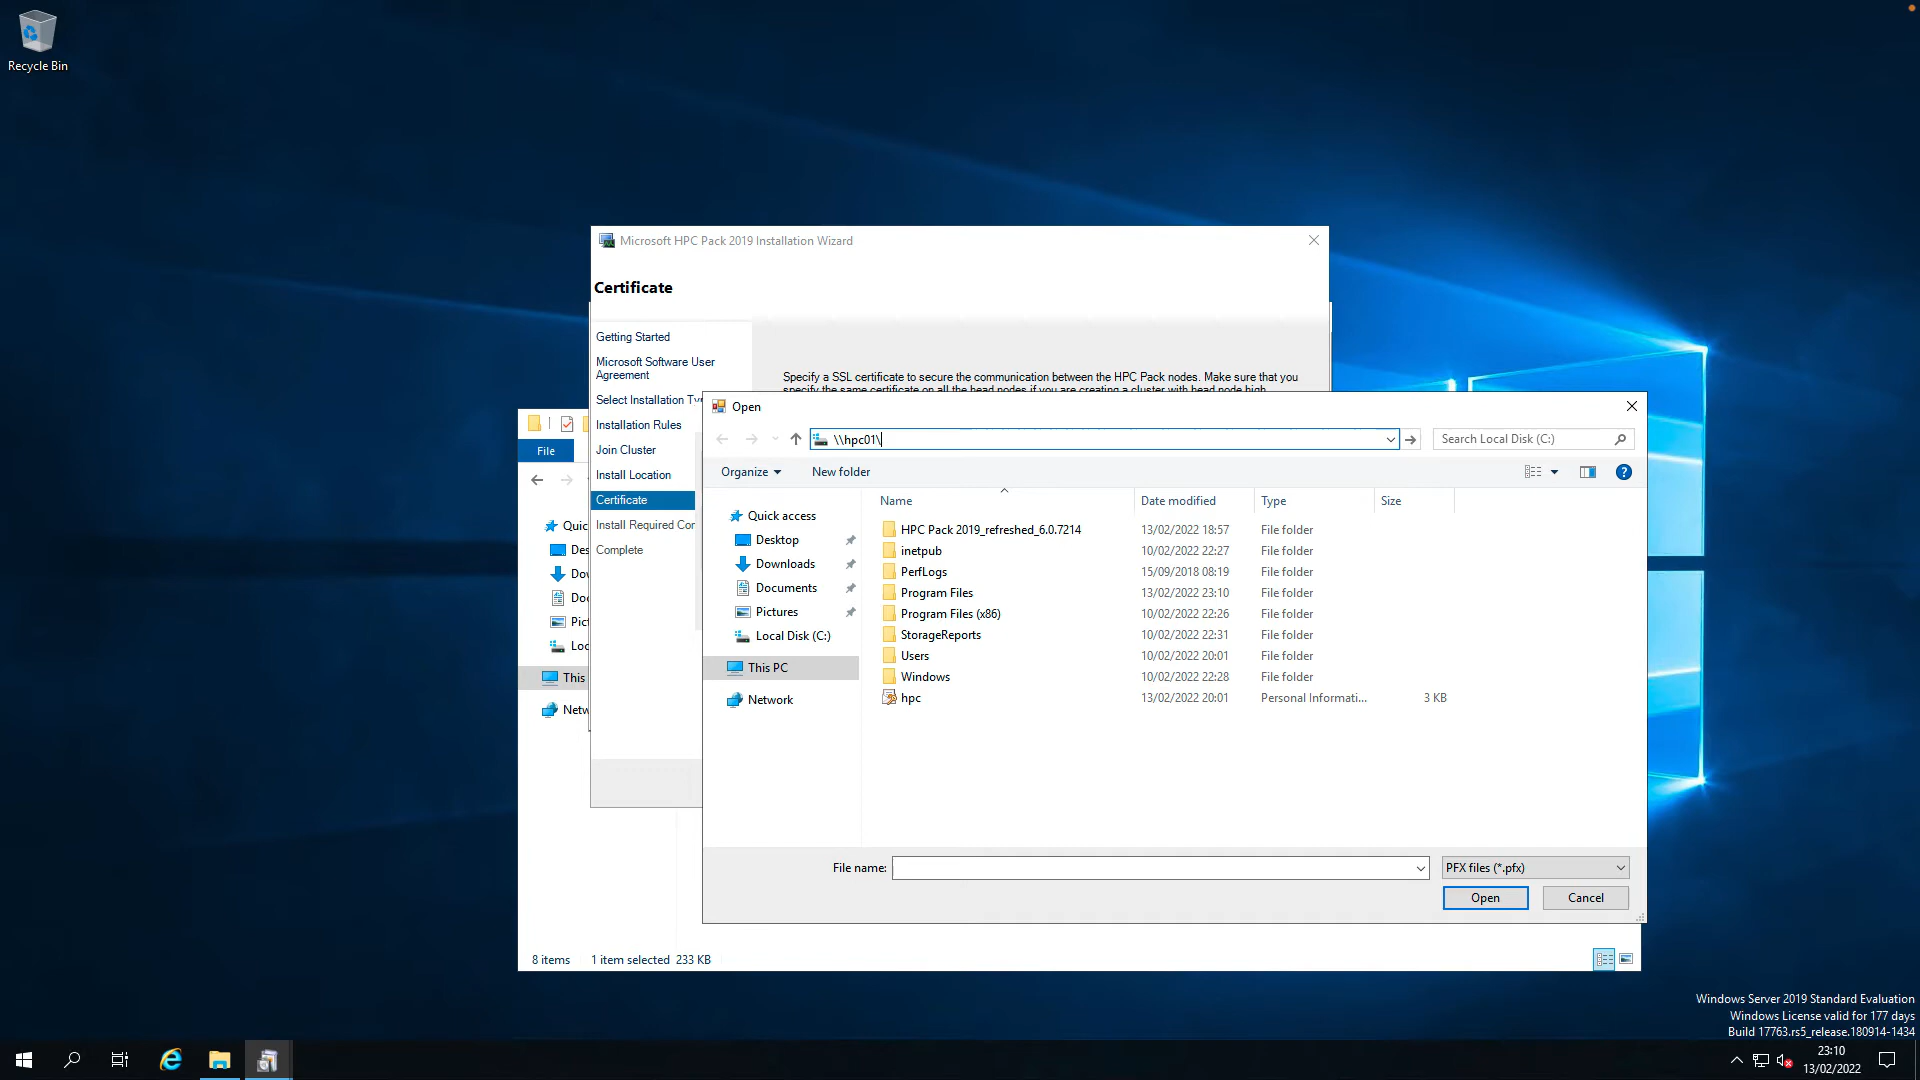 Recycle Bin
Microsoft HPC Pack 2019 Installation Wizard
Certificate
Getting Started
Microsoft Software User
Agreement
Select Installation Ty
Installation Rules
Join Cluster
Install Location
Certificate
Install Required Cor
Complete
Specify a SSL certificate to secure the communication between the HPC Pack nodes. Make sure that you
specify the same certificate on all the head nodes if you are creating a cluster with head node high
File
Quic
Des
Dov
Doc
Pict
Loc
This
Netw
8 items 1 item selected 233 KB
Open
\\hpc01\
Search Local Disk (C:)
Organize New folder
Quick access
Desktop
Downloads
Documents
Pictures
Local Disk (C:)
This PC
Network
Name Date modified Type Size
HPC Pack 2019_refreshed_6.0.7214 13/02/2022 18:57 File folder
inetpub 10/02/2022 22:27 File folder
PerfLogs 15/09/2018 08:19 File folder
Program Files 13/02/2022 23:10 File folder
Program Files (x86) 10/02/2022 22:26 File folder
StorageReports 10/02/2022 22:31 File folder
Users 10/02/2022 20:01 File folder
Windows 10/02/2022 22:28 File folder
hpc 13/02/2022 20:01 Personal Informati... 3 KB
File name:
PFX files (*.pfx)
Open Cancel
Windows Server 2019 Standard Evaluation
Windows License valid for 177 days
Build 17763.rs5_release.180914-1434
23:10
13/02/2022